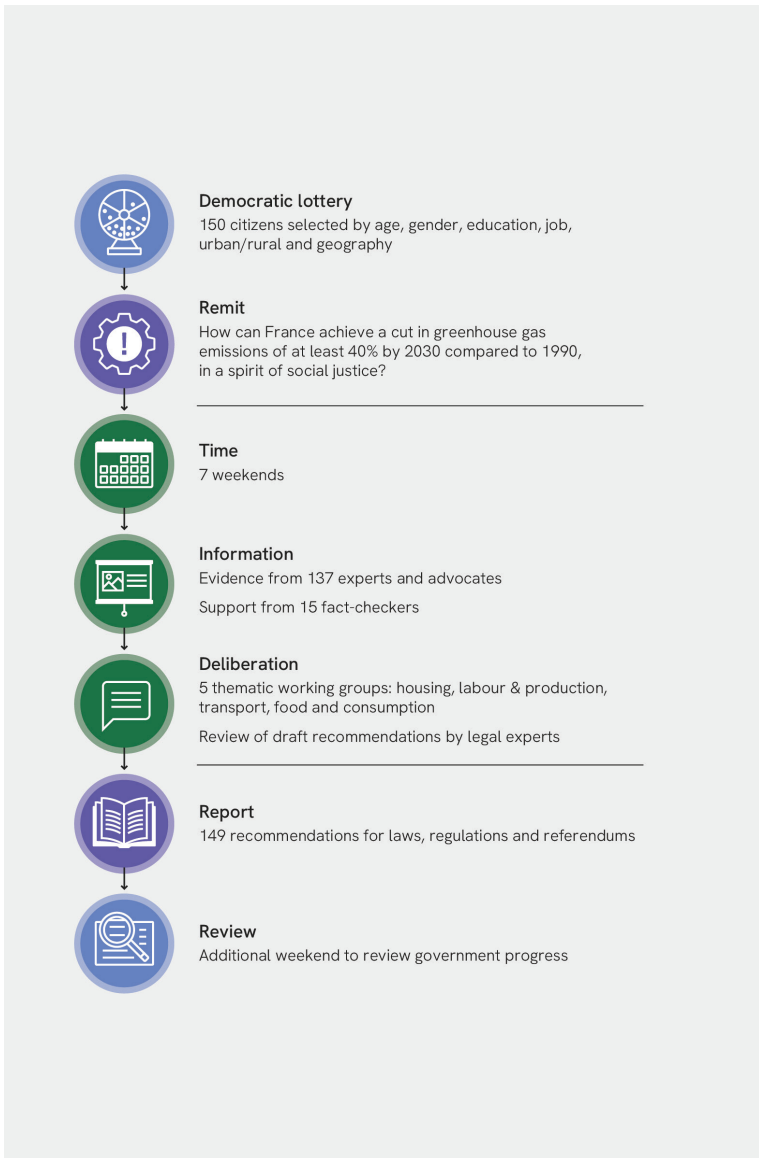 Democratic lottery
150 citizens selected by age, gender, education, job,
urban/rural and geography
Remit
How can France achieve a cut in greenhouse gas
emissions of at least 40% by 2030 compared to 1990,
in a spirit of social justice?
Time
7 weekends
Information
Evidence from 137 experts and advocates
Support from 15 fact-checkers
Deliberation
5 thematic working groups: housing, labour & production,
transport, food and consumption
Review of draft recommendations by legal experts
Report
149 recommendations for laws, regulations and referendums
Review
Additional weekend to review government progress